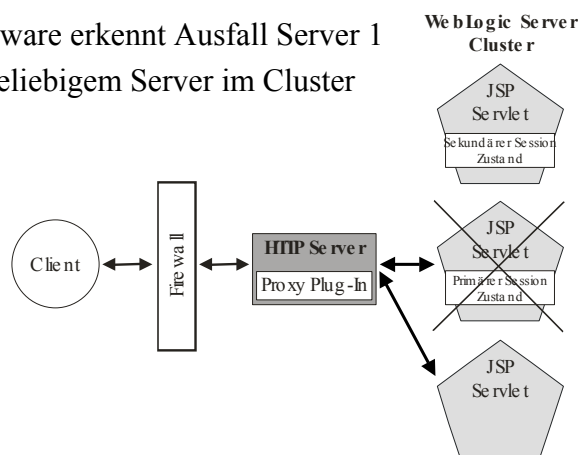 ware erkennt Ausfall Server 1
eliebigem Server im Cluster
WebLogic Server
Cluster
JSP
Servlet
Sekundärer Session
Zustand
Client
Firewall
HTTP Server
Proxy Plug-In
JSP
Servlet
Primärer Session
Zustand
JSP
Servlet